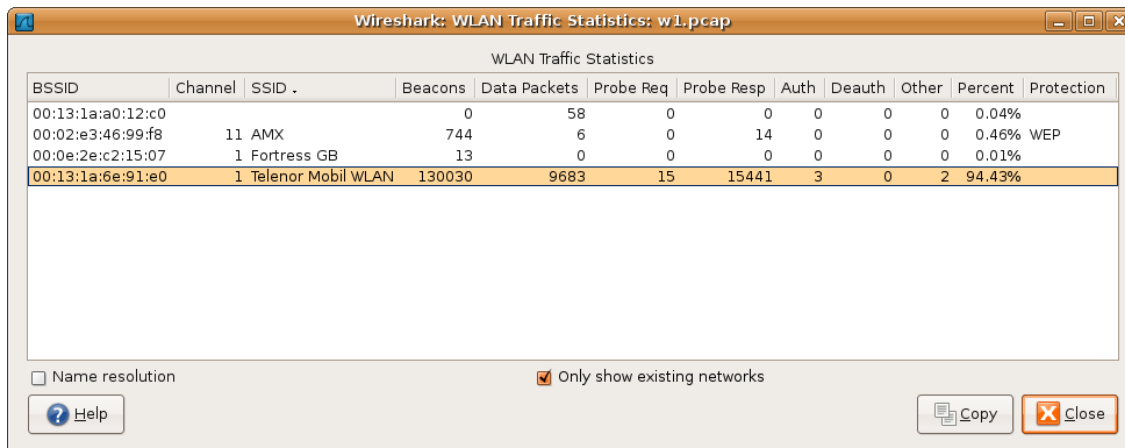 Wireshark: WLAN Traffic Statistics: w1.pcap
WLAN Traffic Statistics
BSSID Channel SSID Beacons Data Packets Probe Req Probe Resp Auth Deauth Other Percent Protection
00:13:1a:a0:12:c0 0 58 0 0 0 0 0 0.04%
00:02:e3:46:99:f8 11 AMX 744 6 0 14 0 0 0 0.46% WEP
00:0e:2e:c2:15:07 1 Fortress GB 13 0 0 0 0 0 0 0.01%
00:13:1a:6e:91:e0 1 Telenor Mobil WLAN 130030 9683 15 15441 3 0 2 94.43%
Name resolution Only show existing networks
Help Copy Close